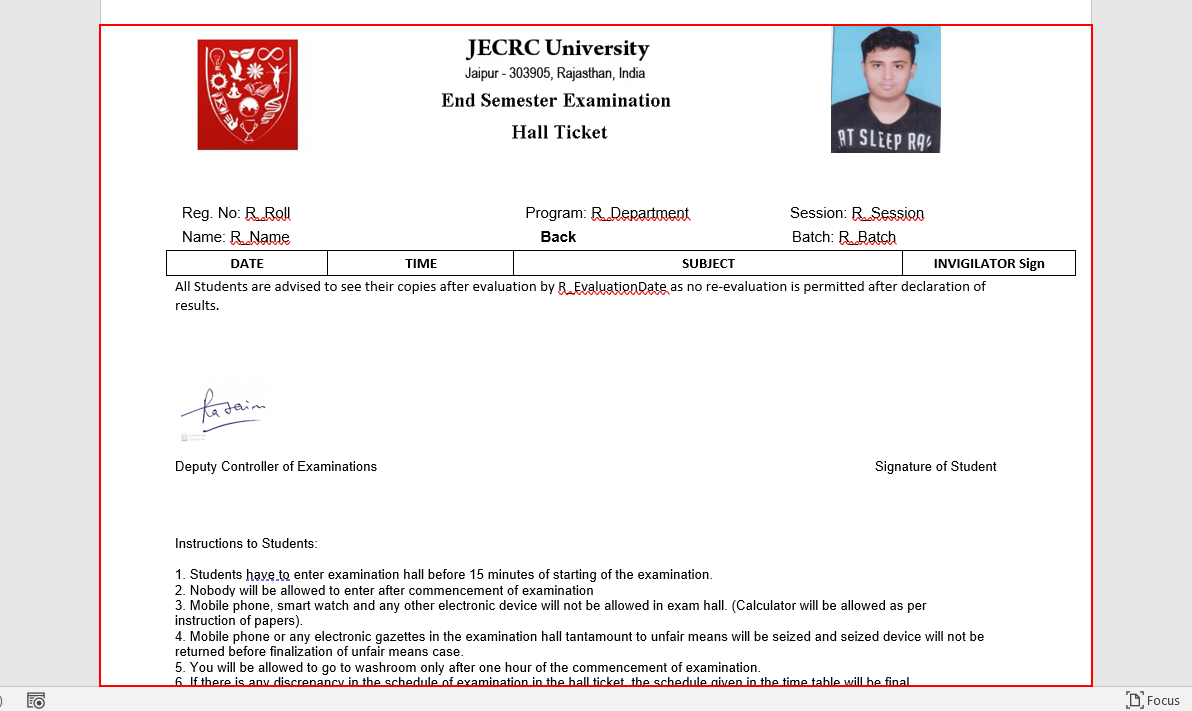 JECRC University
Jaipur - 303905, Rajasthan, India
End Semester Examination
Hall Ticket
AT SLEEP RAV
Reg. No: R_Roll Program: R_Department Session: R_Session
Name: R_Name Back Batch: R_Batch
DATE TIME SUBJECT INVIGILATOR Sign
All Students are advised to see their copies after evaluation by R_EvaluationDate as no re-evaluation is permitted after declaration of
results.
Deputy Controller of Examinations Signature of Student
Instructions to Students:
1. Students have to enter examination hall before 15 minutes of starting of the examination.
2. Nobody will be allowed to enter after commencement of examination
3. Mobile phone, smart watch and any other electronic device will not be allowed in exam hall. (Calculator will be allowed as per
instruction of papers).
4. Mobile phone or any electronic gazettes in the examination hall tantamount to unfair means will be seized and seized device will not be
returned before finalization of unfair means case.
5. You will be allowed to go to washroom only after one hour of the commencement of examination.
6. If there is any discrepancy in the schedule of examination in the hall ticket, the schedule given in the time table will be final
Focus